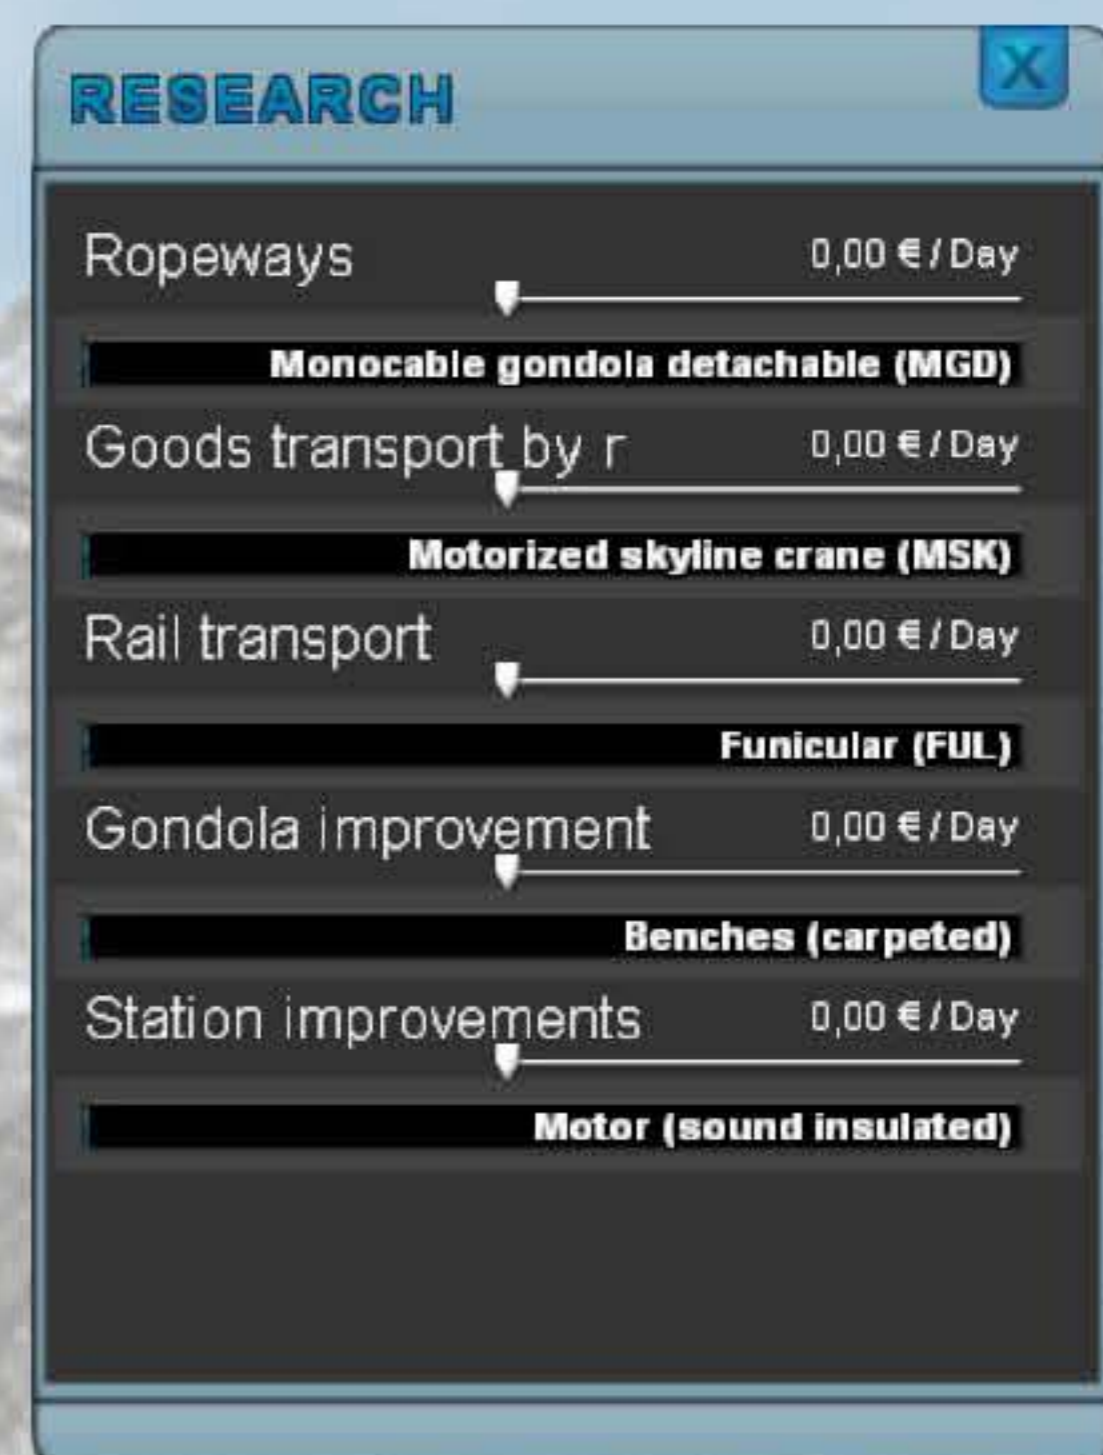 RESEARCH
X
Ropeways 0,00 €/Day
Monocable gondola detachable (MGD)
Goods transport by r 0,00 €/Day
Motorized skyline crane (MSK)
Rail transport 0,00 €/Day
Funicular (FUL)
Gondola improvement 0,00 €/Day
Benches (carpeted)
Station improvements 0,00 €/Day
Motor (sound insulated)